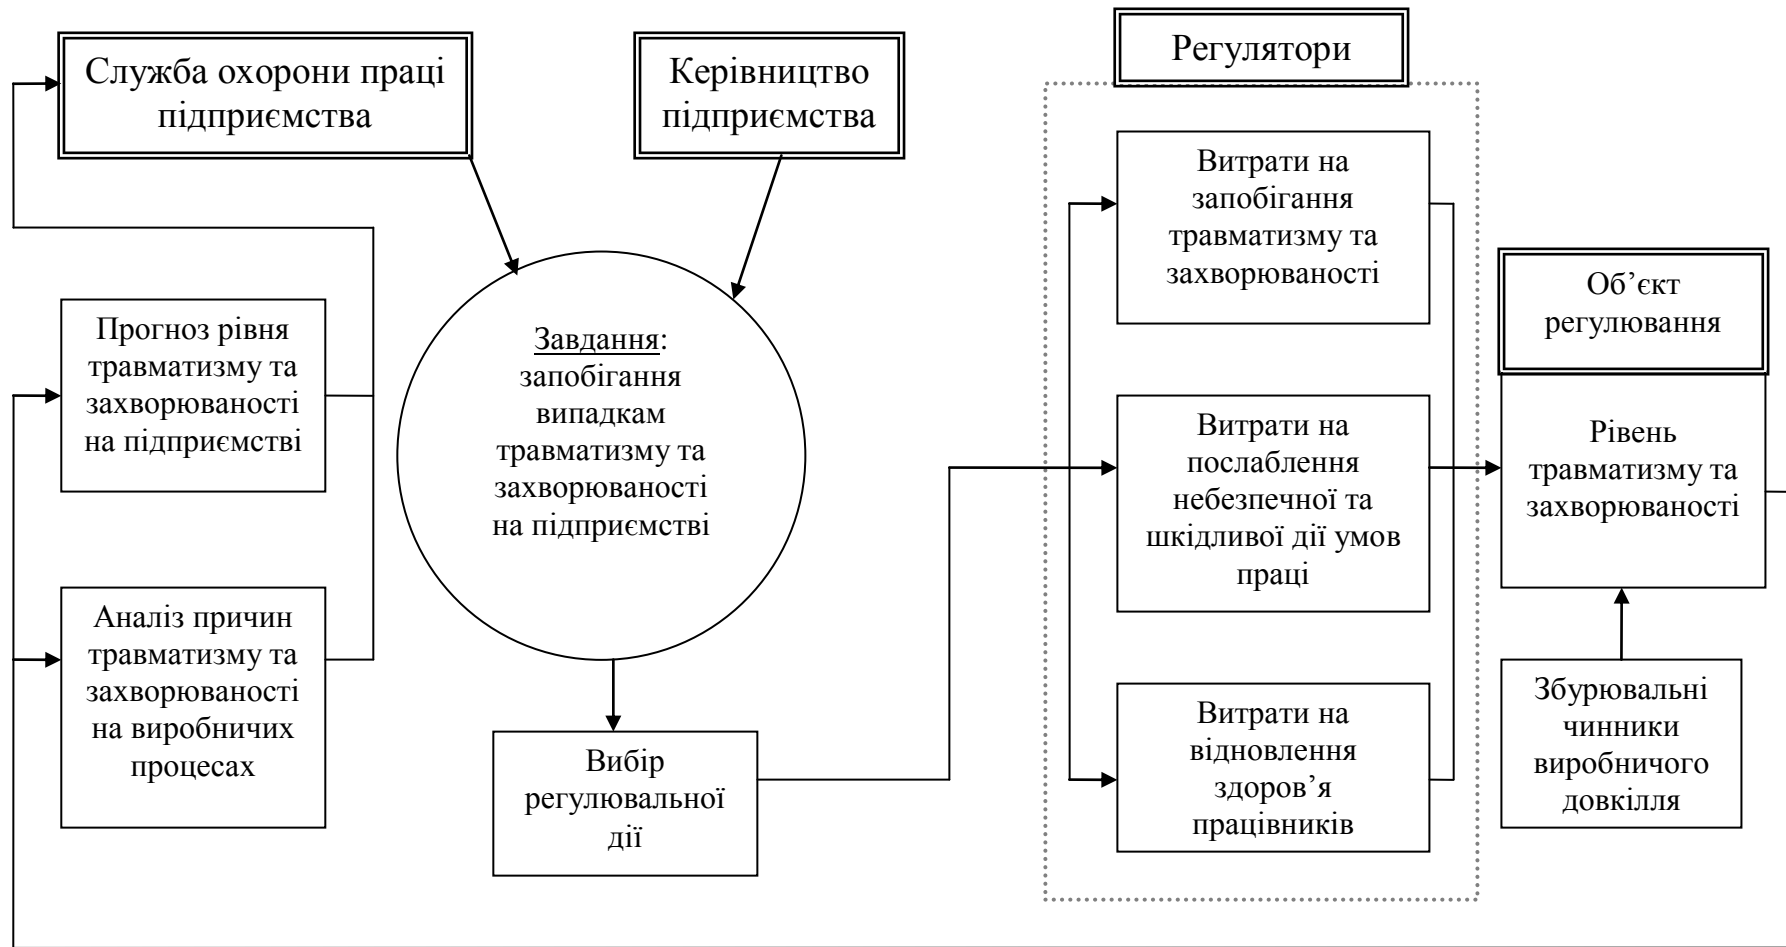 Служба охорони праці
підприємства
Керівництво
підприємства
Регулятори
Витрати на
запобігання
травматизму та
захворюваності
Об’єкт
регулювання
Прогноз рівня
травматизму та
захворюваності
на підприємстві
Завдання:
запобігання
випадкам
травматизму та
захворюваності
на підприємстві
Витрати на
послаблення
небезпечної та
шкідливої дії умов
праці
Рівень
травматизму та
захворюваності
Аналіз причин
травматизму та
захворюваності
на виробничих
процесах
Вибір
регулювальної
дії
Витрати на
відновлення
здоров’я
працівників
Збурювальні
чинники
виробничого
довкілля